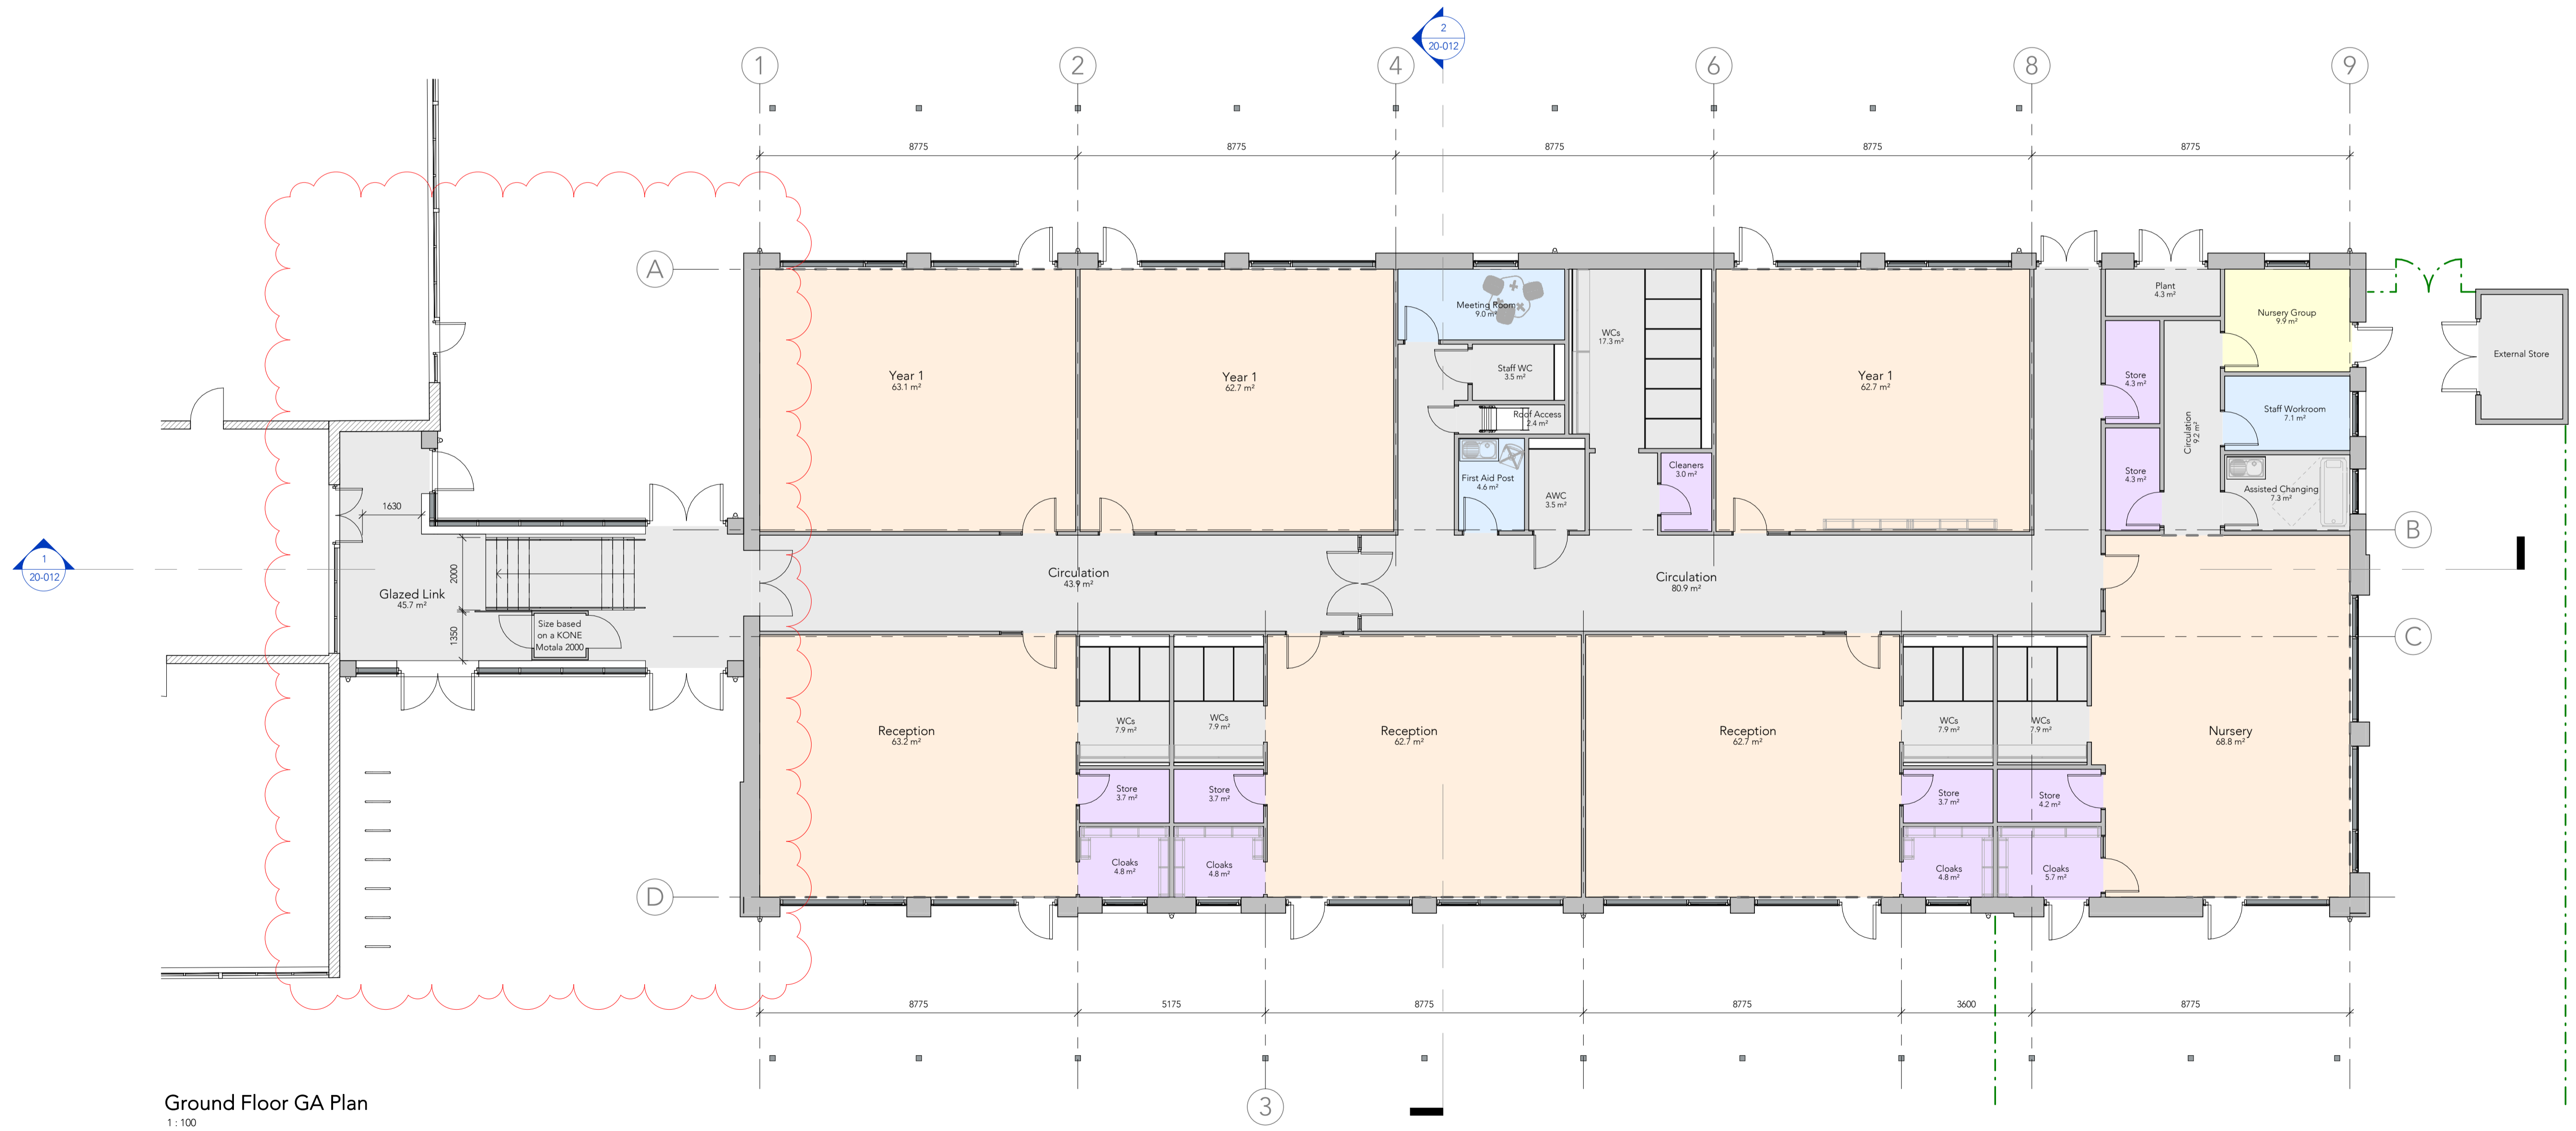 2
20-012
1
2
4
6
8
9
8775
8775
8775
8775
8775
A
Plant
4.3 m²
Nursery Group
9.9 m²
Meeting Room
9.0 m²
WCs
17.3 m²
External Store
Staff WC
3.5 m²
Year 1
63.1 m²
Year 1
62.7 m²
Year 1
62.7 m²
Store
4.3 m²
Staff Workroom
7.1 m²
Roof Access
2.4 m²
Circulation
9.2 m²
Cleaners
3.0 m²
Store
4.3 m²
First Aid Post
4.6 m²
Assisted Changing
7.3 m²
AWC
3.5 m²
1630
B
1
20-012
2000
Circulation
43.9 m²
Circulation
80.9 m²
Glazed Link
45.7 m²
1350
Size based
on a KONE
Motala 2000
C
WCs
7.9 m²
WCs
7.9 m²
WCs
7.9 m²
WCs
7.9 m²
Reception
63.2 m²
Reception
62.7 m²
Reception
62.7 m²
Nursery
68.8 m²
Store
3.7 m²
Store
3.7 m²
Store
3.7 m²
Store
4.2 m²
Cloaks
4.8 m²
Cloaks
4.8 m²
Cloaks
4.8 m²
Cloaks
5.7 m²
D
8775
5175
8775
8775
3600
8775
3
Ground Floor GA Plan
1 : 100